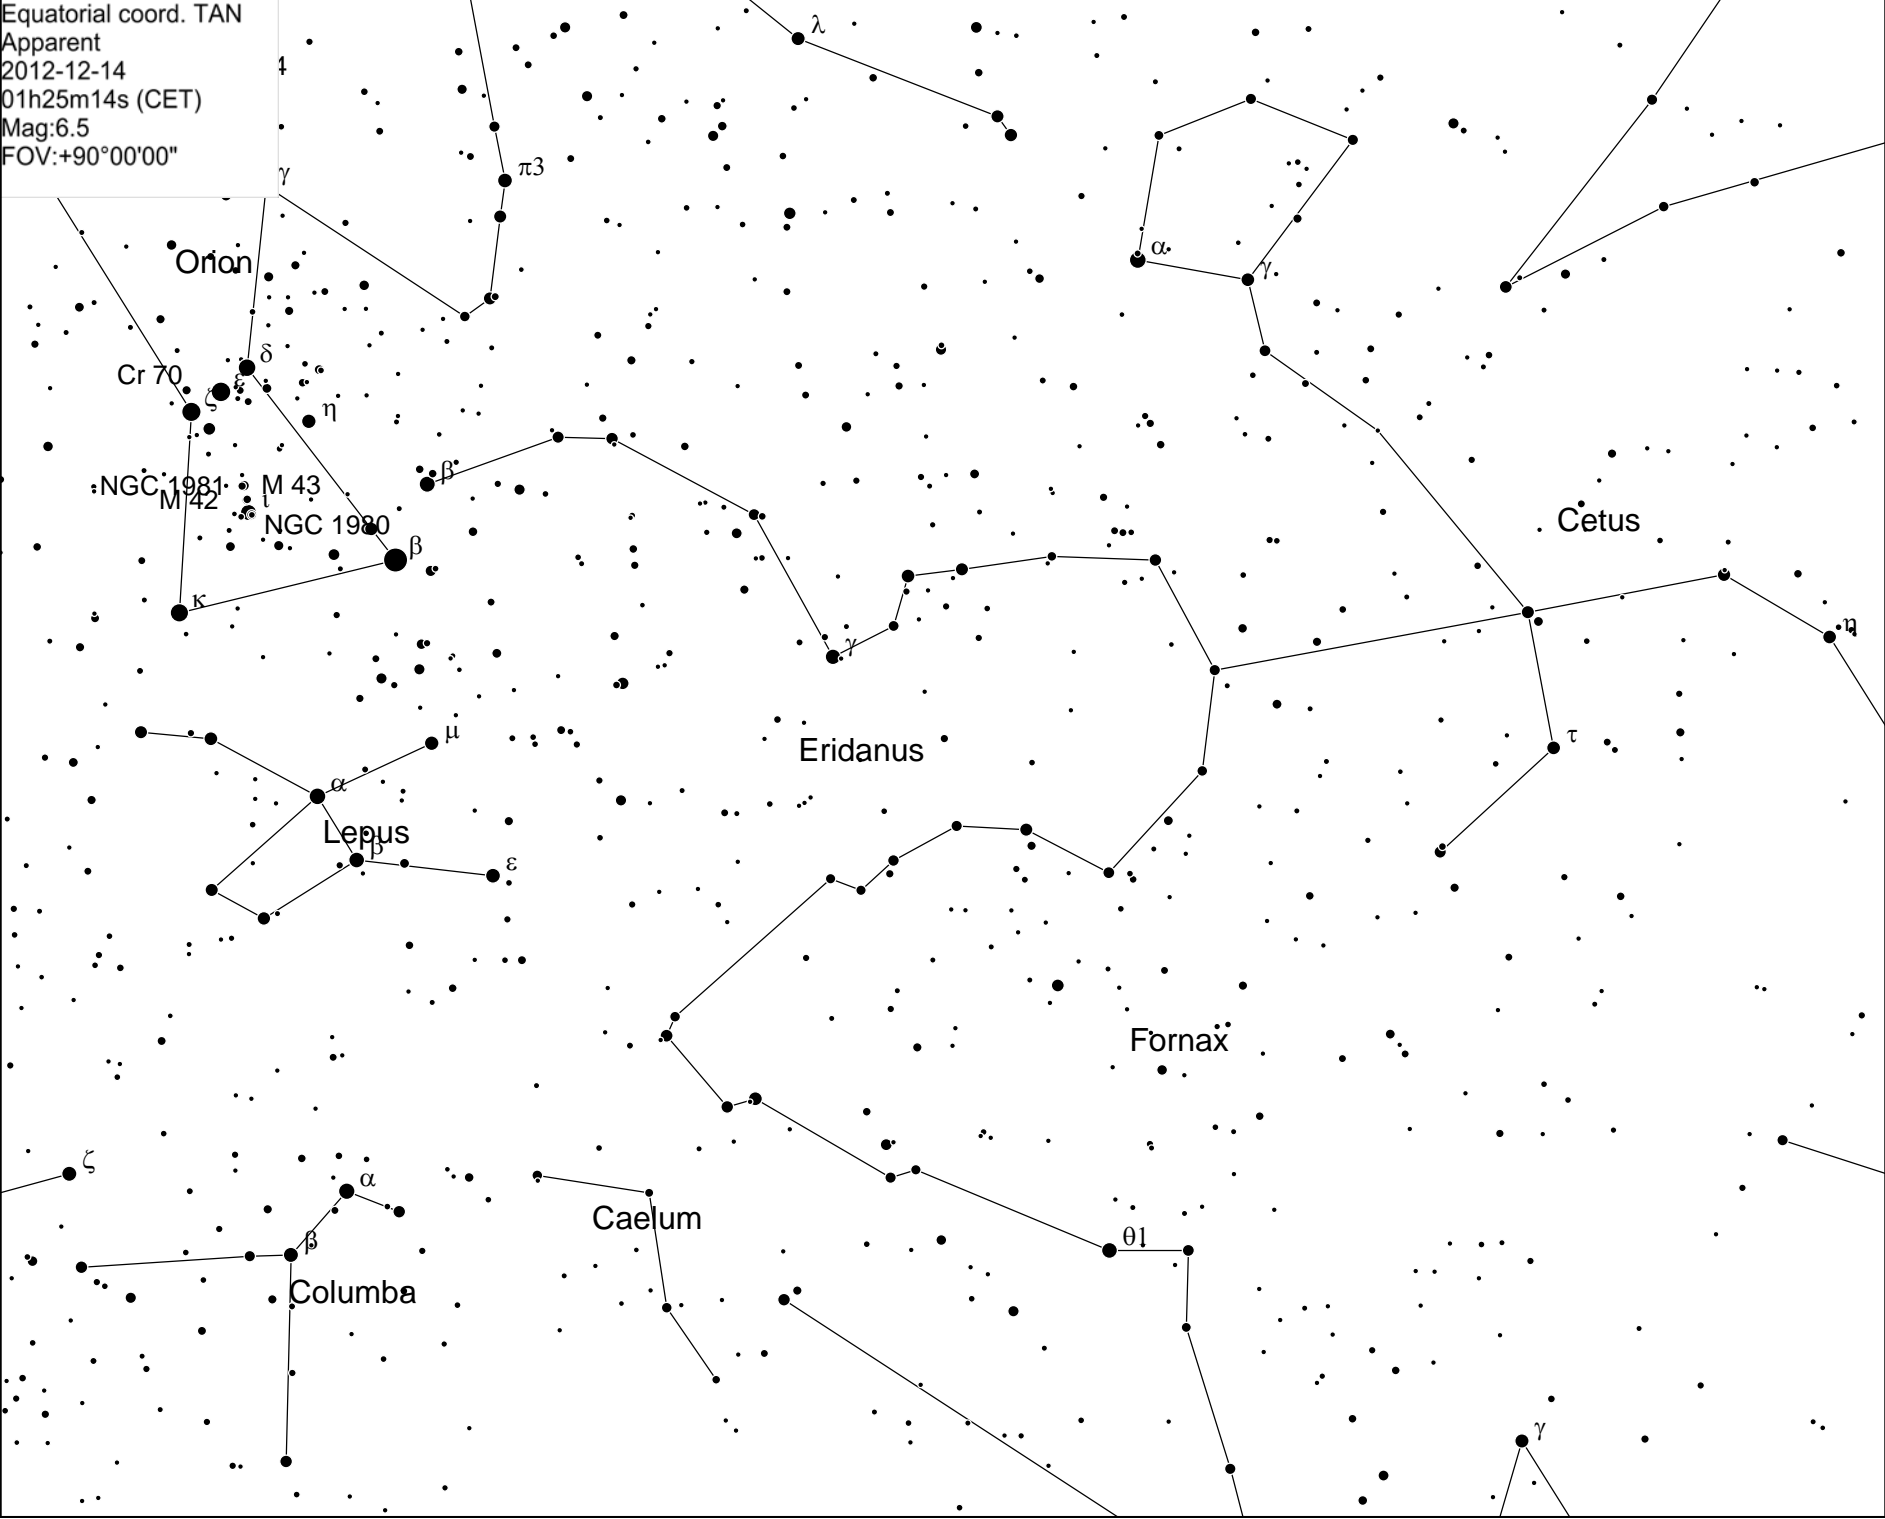 Equatorial coord. TAN
Apparent
2012-12-14
01h25m14s (CET)
Mag:6.5
FOV:+90°00'00"
4
λ
π3
γ
α
γ
Orion
δ
Cr 70
ε
ζ
η
β
NGC 1981
M 43
M 42
ι
NGC 1980
Cetus
β
κ
γ
η
μ
τ
Eridanus
α
Lepus
β
ε
Fornax
ζ
α
Caelum
θ1
β
Columba
γ